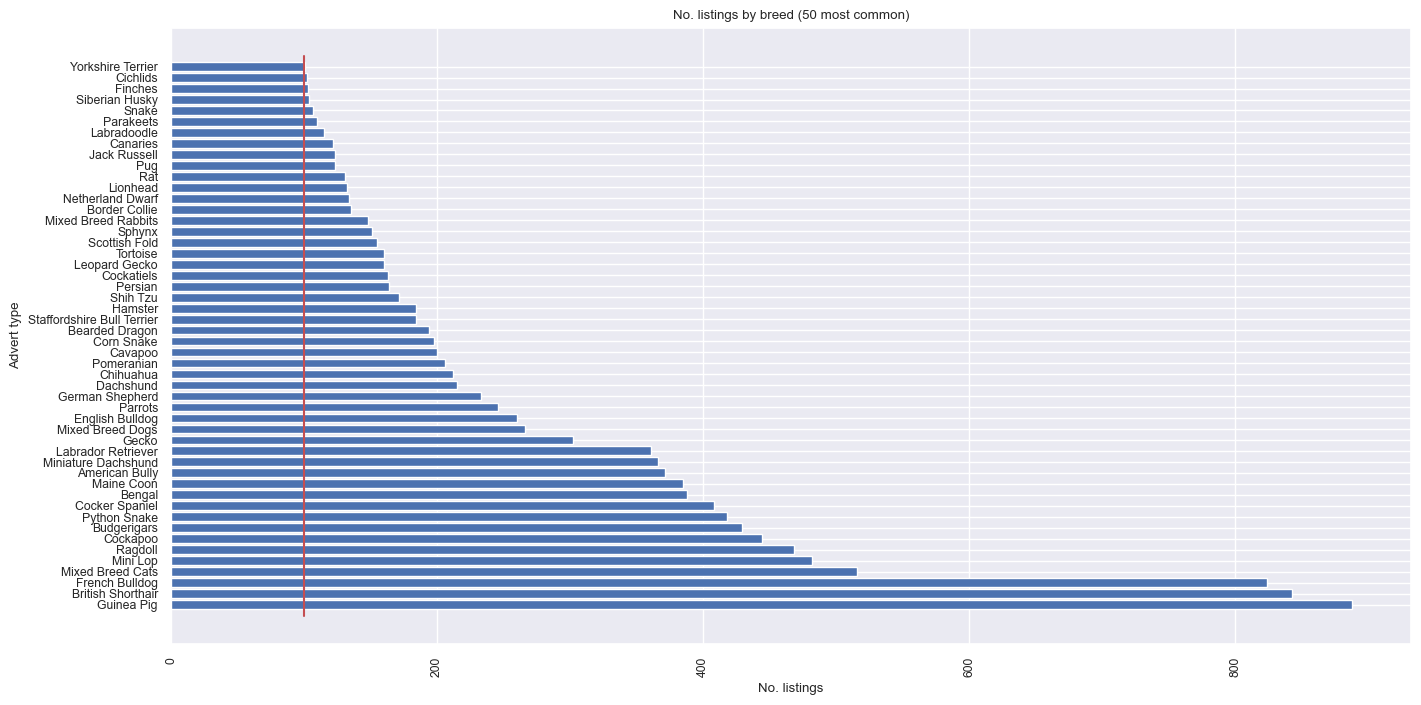 No. listings by breed (50 most common)
Advert type
Yorkshire Terrier
Cichlids
Finches
Siberian Husky
Snake
Parakeets
Labradoodle
Canaries
Jack Russell
Pug
Rat
Lionhead
Netherland Dwarf
Border Collie
Mixed Breed Rabbits
Sphynx
Scottish Fold
Tortoise
Leopard Gecko
Cockatiels
Persian
Shih Tzu
Hamster
Staffordshire Bull Terrier
Bearded Dragon
Corn Snake
Cavapoo
Pomeranian
Chihuahua
Dachshund
German Shepherd
Parrots
English Bulldog
Mixed Breed Dogs
Gecko
Labrador Retriever
Miniature Dachshund
American Bully
Maine Coon
Bengal
Cocker Spaniel
Python Snake
Budgerigars
Cockapoo
Ragdoll
Mini Lop
Mixed Breed Cats
French Bulldog
British Shorthair
Guinea Pig
0 200 400 600 800
No. listings